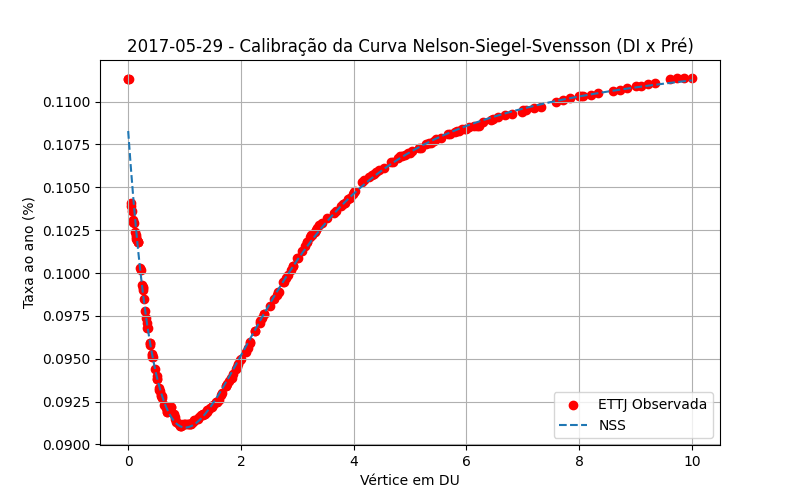 2017-05-29 - Calibração da Curva Nelson-Siegel-Svensson (DI x Pré)
Taxa ao ano (%)
0.1100
0.1075
0.1050
0.1025
0.1000
0.0975
0.0950
0.0925
0.0900
ETTJ Observada
NSS
0 2 4 6 8 10
Vértice em DU